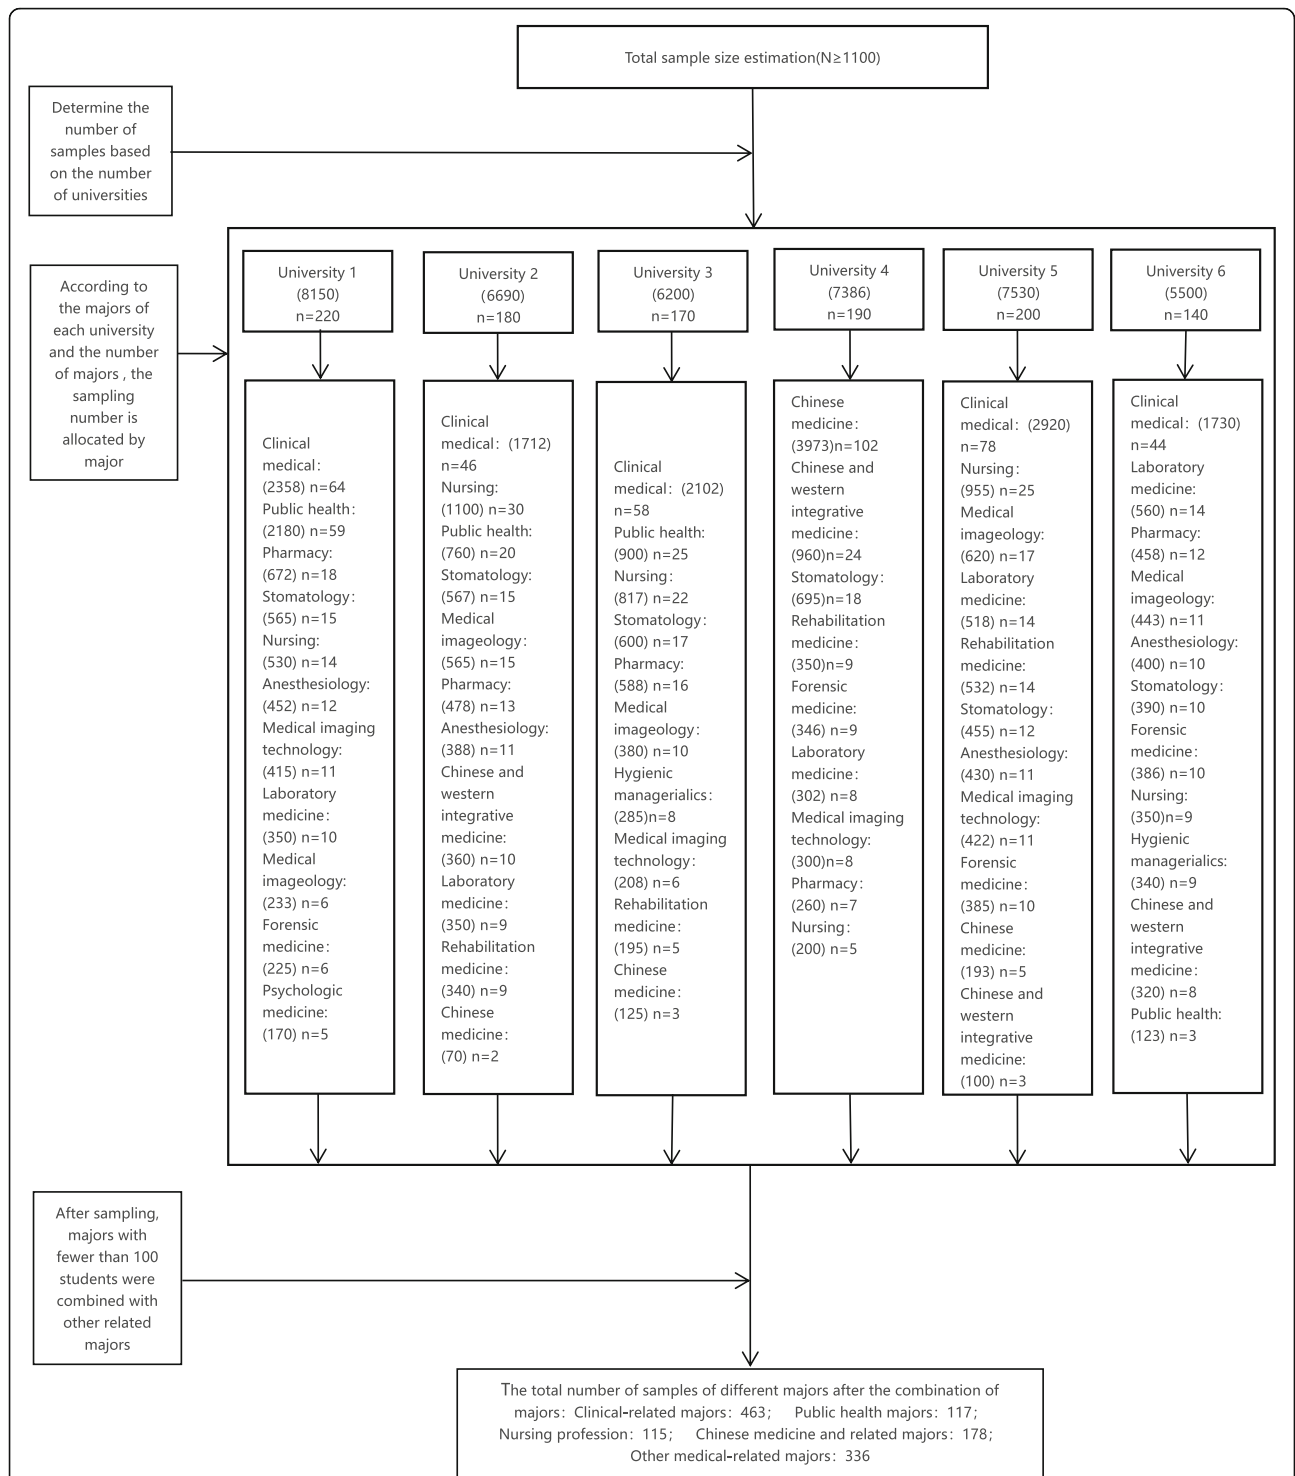 Total sample size estimation(N≥1100)
Determine the
number of
samples based
on the number
of universities
According to
the majors of
each university
and the number
of majors , the
sampling
number is
allocated by
major
University 1
(8150)
n=220
University 2
(6690)
n=180
University 3
(6200)
n=170
University 4
(7386)
n=190
University 5
(7530)
n=200
University 6
(5500)
n=140
Clinical
medical:
(2358) n=64
Public health:
(2180) n=59
Pharmacy:
(672) n=18
Stomatology:
(565) n=15
Nursing:
(530) n=14
Anesthesiology:
(452) n=12
Medical imaging
technology:
(415) n=11
Laboratory
medicine:
(350) n=10
Medical
imageology:
(233) n=6
Forensic
medicine:
(225) n=6
Psychologic
medicine:
(170) n=5
Clinical
medical: (1712)
n=46
Nursing:
(1100) n=30
Public health:
(760) n=20
Stomatology:
(567) n=15
Medical
imageology:
(565) n=15
Pharmacy:
(478) n=13
Anesthesiology:
(388) n=11
Chinese and
western
integrative
medicine:
(360) n=10
Laboratory
medicine:
(350) n=9
Rehabilitation
medicine:
(340) n=9
Chinese
medicine:
(70) n=2
Clinical
medical: (2102)
n=58
Public health:
(900) n=25
Nursing:
(817) n=22
Stomatology:
(600) n=17
Pharmacy:
(588) n=16
Medical
imageology:
(380) n=10
Hygienic
managerialics:
(285)n=8
Medical imaging
technology:
(208) n=6
Rehabilitation
medicine:
(195) n=5
Chinese
medicine:
(125) n=3
Chinese
medicine:
(3973)n=102
Chinese and
western
integrative
medicine:
(960)n=24
Stomatology:
(695)n=18
Rehabilitation
medicine:
(350)n=9
Forensic
medicine:
(346) n=9
Laboratory
medicine:
(302) n=8
Medical imaging
technology:
(300)n=8
Pharmacy:
(260) n=7
Nursing:
(200) n=5
Clinical
medical: (2920)
n=78
Nursing:
(955) n=25
Medical
imageology:
(620) n=17
Laboratory
medicine:
(518) n=14
Rehabilitation
medicine:
(532) n=14
Stomatology:
(455) n=12
Anesthesiology:
(430) n=11
Medical imaging
technology:
(422) n=11
Forensic
medicine:
(385) n=10
Chinese
medicine:
(193) n=5
Chinese and
western
integrative
medicine:
(100) n=3
Clinical
medical: (1730)
n=44
Laboratory
medicine:
(560) n=14
Pharmacy:
(458) n=12
Medical
imageology:
(443) n=11
Anesthesiology:
(400) n=10
Stomatology:
(390) n=10
Forensic
medicine:
(386) n=10
Nursing:
(350)n=9
Hygienic
managerialics:
(340) n=9
Chinese and
western
integrative
medicine:
(320) n=8
Public health:
(123) n=3
After sampling,
majors with
fewer than 100
students were
combined with
other related
majors
The total number of samples of different majors after the combination of
majors: Clinical-related majors: 463; Public health majors: 117;
Nursing profession: 115; Chinese medicine and related majors: 178;
Other medical-related majors: 336